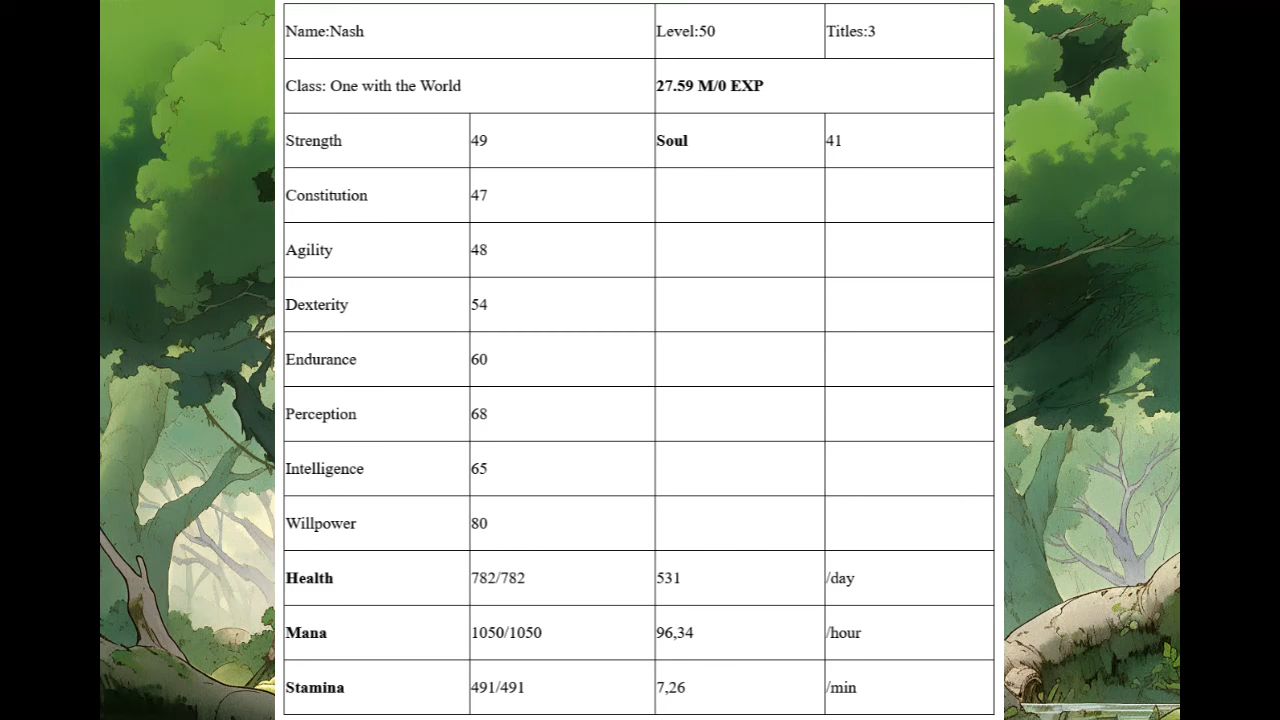 Name:Nash Level:50 Titles:3
Class: One with the World 27.59 M/0 EXP
Strength 49 Soul 41
Constitution 47
Agility 48
Dexterity 54
Endurance 60
Perception 68
Intelligence 65
Willpower 80
Health 782/782 531 /day
Mana 1050/1050 96,34 /hour
Stamina 491/491 7,26 /min